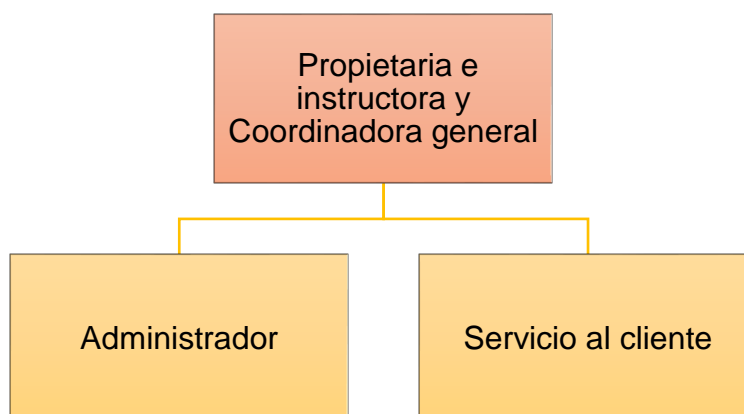 Propietaria e
instructora y
Coordinadora general
Administrador
Servicio al cliente